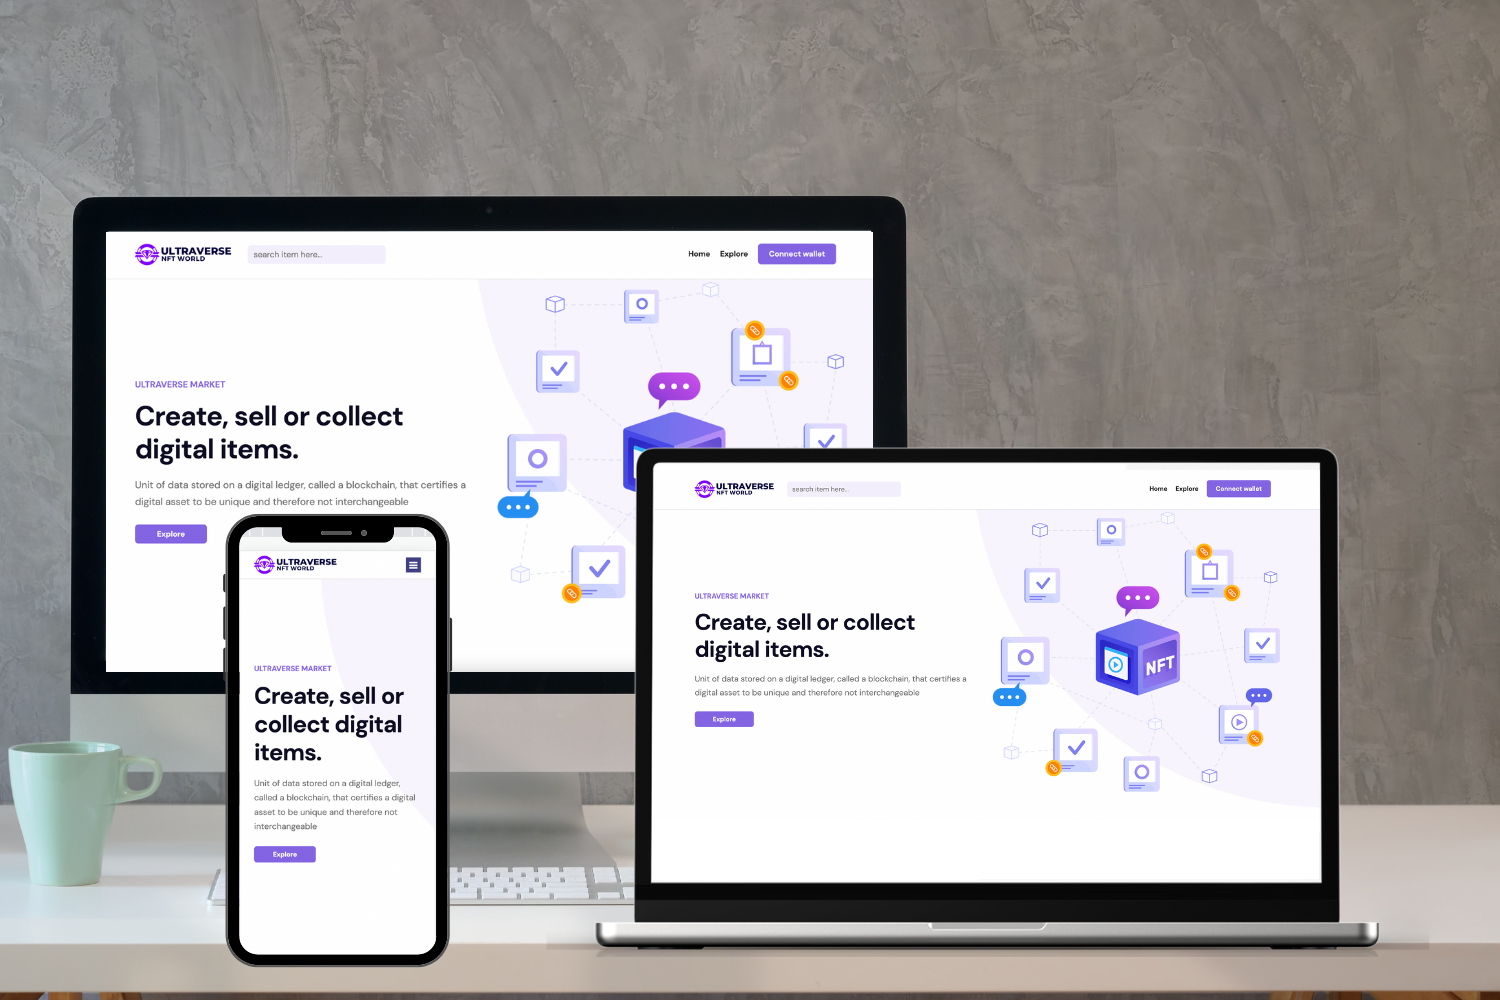 ULTRAVERSE
NFT WORLD
search item here...
Home
Explore
Connect wallet
ULTRAVERSE MARKET
Create, sell or collect
digital items.
Unit of data stored on a digital ledger, called a blockchain, that certifies a
digital asset to be unique and therefore not interchangeable
Explore
ULTRAVERSE
NFT WORLD
ULTRAVERSE MARKET
Create, sell or
collect digital
items.
Unit of data stored on a digital ledger,
called a blockchain, that certifies a digital
asset to be unique and therefore not
interchangeable
Explore
ULTRAVERSE
NFT WORLD
search item here...
Home
Explore
Connect wallet
ULTRAVERSE MARKET
Create, sell or collect
digital items.
Unit of data stored on a digital ledger, called a blockchain, that certifies a
digital asset to be unique and therefore not interchangeable
Explore
NFT